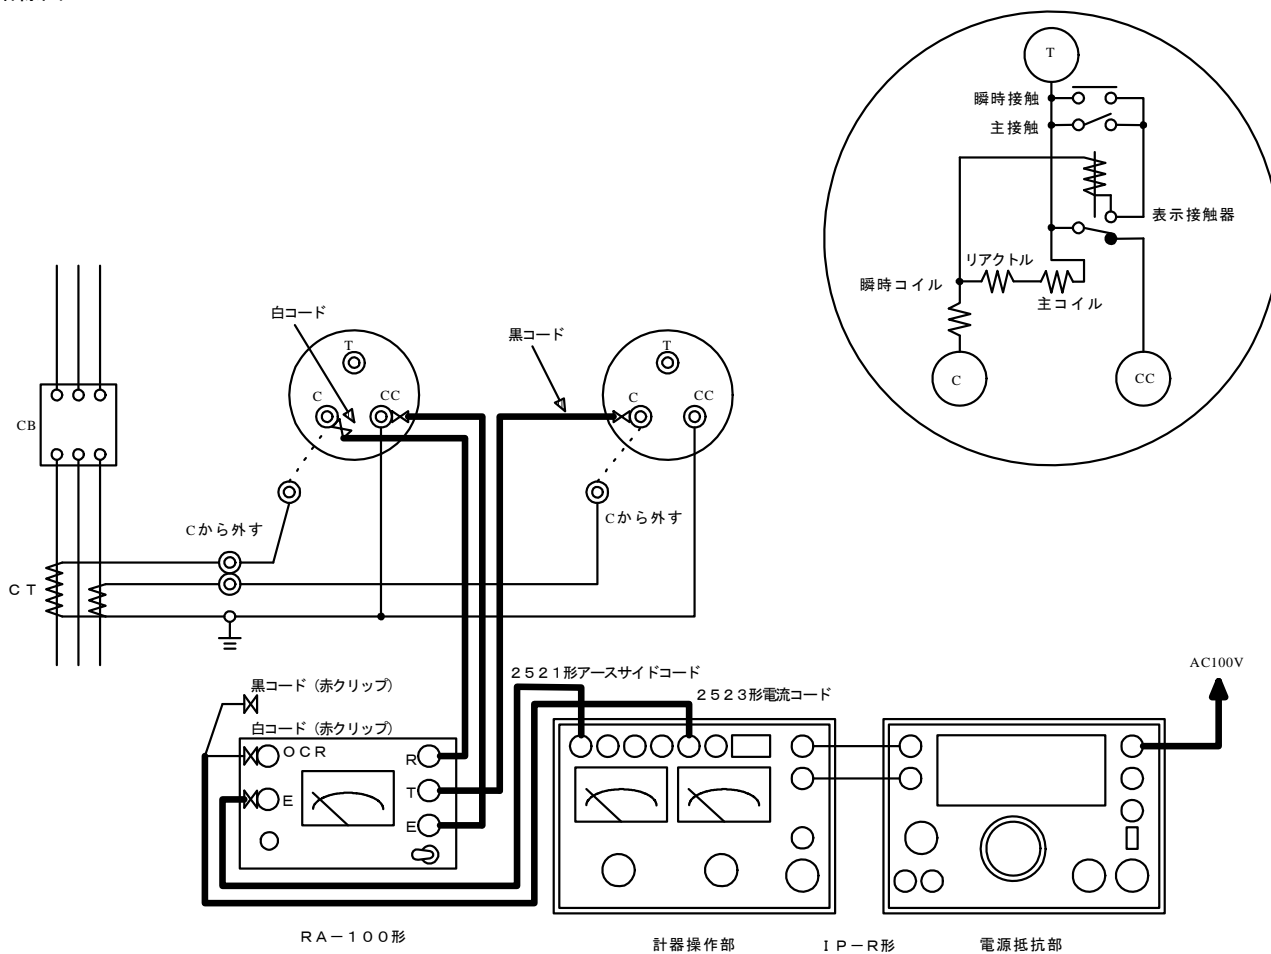 T
瞬時接触
主接触
表示接触器
リアクトル
瞬時コイル
主コイル
C
CC
白コード
黒コード
T
C
CC
T
C
CC
CB
Cから外す
Cから外す
CT
AC100V
2521形アースサイドコード
2523形電流コード
黒コード(赤クリップ)
白コード(赤クリップ)
OCR
R
T
E
E
RA-100形
計器操作部
IP-R形
電源抵抗部